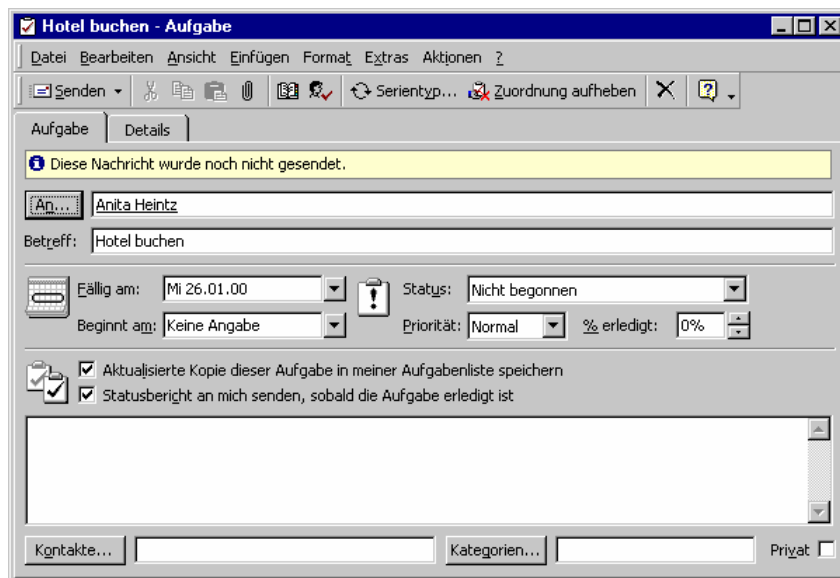 Hotel buchen - Aufgabe
Datei Bearbeiten Ansicht Einfügen Format Extras Aktionen ?
Senden Serientyp... Zuordnung aufheben
Aufgabe Details
Diese Nachricht wurde noch nicht gesendet.
An... Anita Heintz
Betreff: Hotel buchen
Fällig am: Mi 26.01.00 Status: Nicht begonnen
Beginnt am: Keine Angabe Priorität: Normal % erledigt: 0%
Aktualisierte Kopie dieser Aufgabe in meiner Aufgabenliste speichern
Statusbericht an mich senden, sobald die Aufgabe erledigt ist
Kontakte... Kategorien... Privat